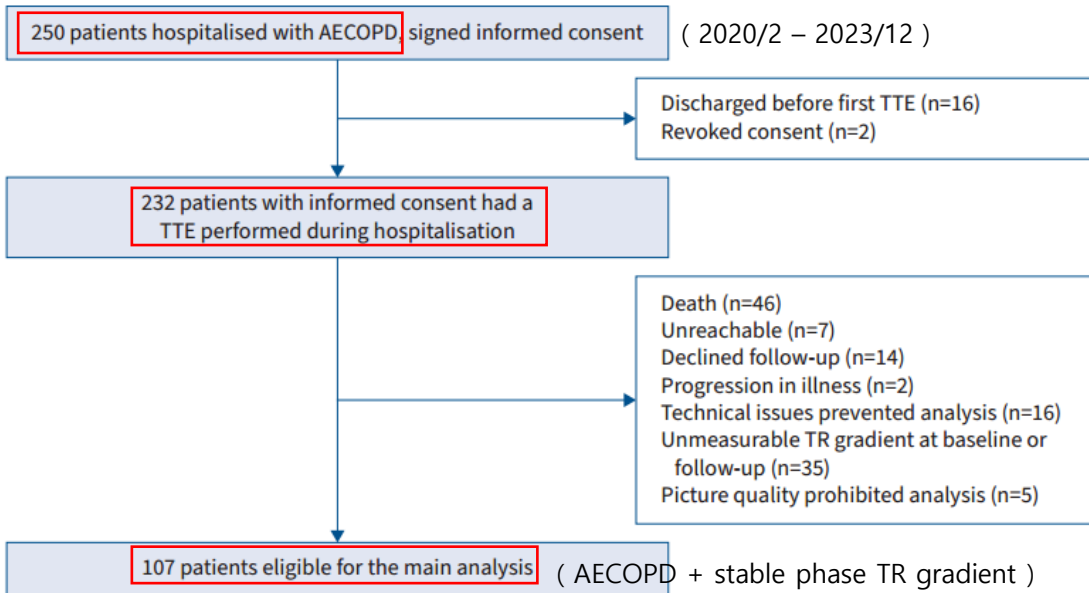 250 patients hospitalised with AECOPD, signed informed consent ( 2020/2 – 2023/12 )
Discharged before first TTE (n=16)
Revoked consent (n=2)
232 patients with informed consent had a
TTE performed during hospitalisation
Death (n=46)
Unreachable (n=7)
Declined follow-up (n=14)
Progression in illness (n=2)
Technical issues prevented analysis (n=16)
Unmeasurable TR gradient at baseline or
follow-up (n=35)
Picture quality prohibited analysis (n=5)
107 patients eligible for the main analysis ( AECOPD + stable phase TR gradient )